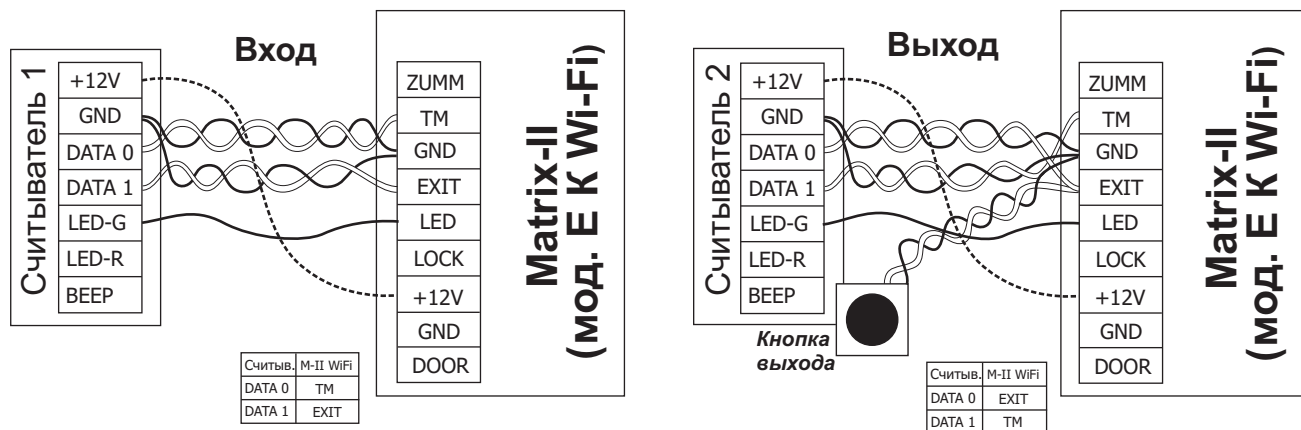 Вход
Считыватель 1
+12V
GND
DATA 0
DATA 1
LED-G
LED-R
BEEP
ZUMM
TM
GND
EXIT
LED
LOCK
+12V
GND
DOOR
Matrix-II
(мод. Е К Wi-Fi)
Считыв. M-II WiFi
DATA 0 TM
DATA 1 EXIT
Выход
Считыватель 2
+12V
GND
DATA 0
DATA 1
LED-G
LED-R
BEEP
Кнопка
выхода
ZUMM
TM
GND
EXIT
LED
LOCK
+12V
GND
DOOR
Matrix-II
(мод. Е К Wi-Fi)
Считыв. M-II WiFi
DATA 0 EXIT
DATA 1 TM